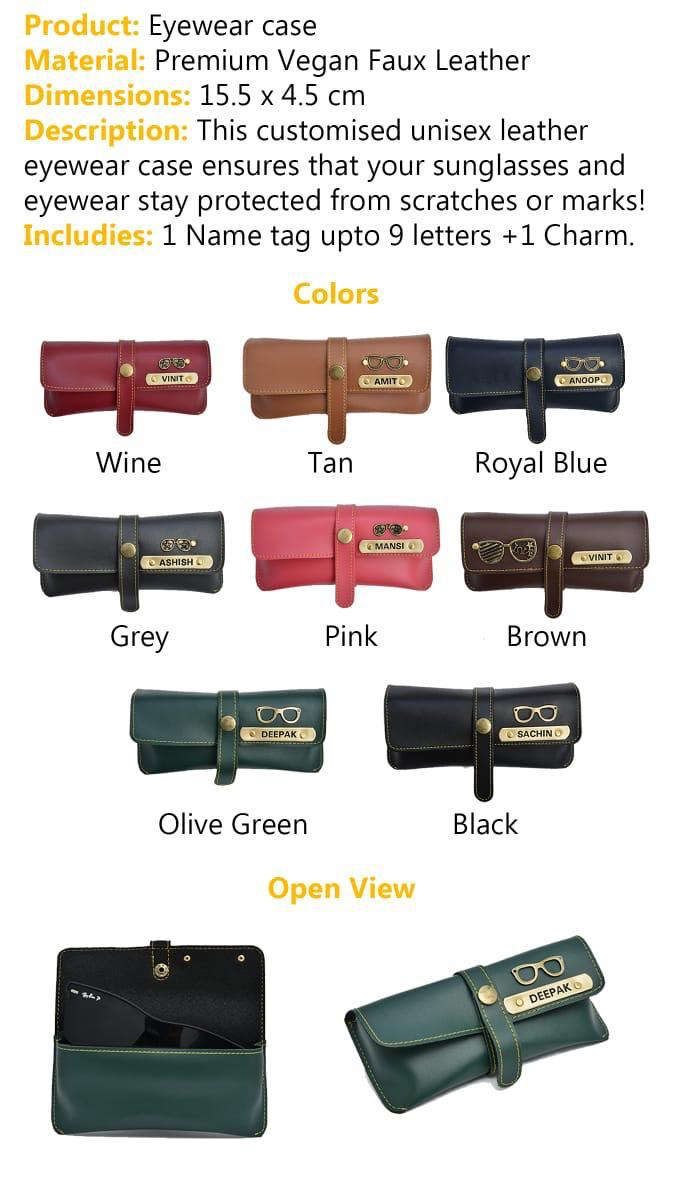 Product: Eyewear case
Material: Premium Vegan Faux Leather
Dimensions: 15.5 x 4.5 cm
Description: This customised unisex leather
eyewear case ensures that your sunglasses and
eyewear stay protected from scratches or marks!
Includies: 1 Name tag upto 9 letters +1 Charm.
Colors
VINIT
AMIT
ANOOP
Wine
Tan
Royal Blue
ASHISH
MANSI
VINIT
Grey
Pink
Brown
DEEPAK
SACHIN
Olive Green
Black
Open View
Ray-Ban
DEEPAK